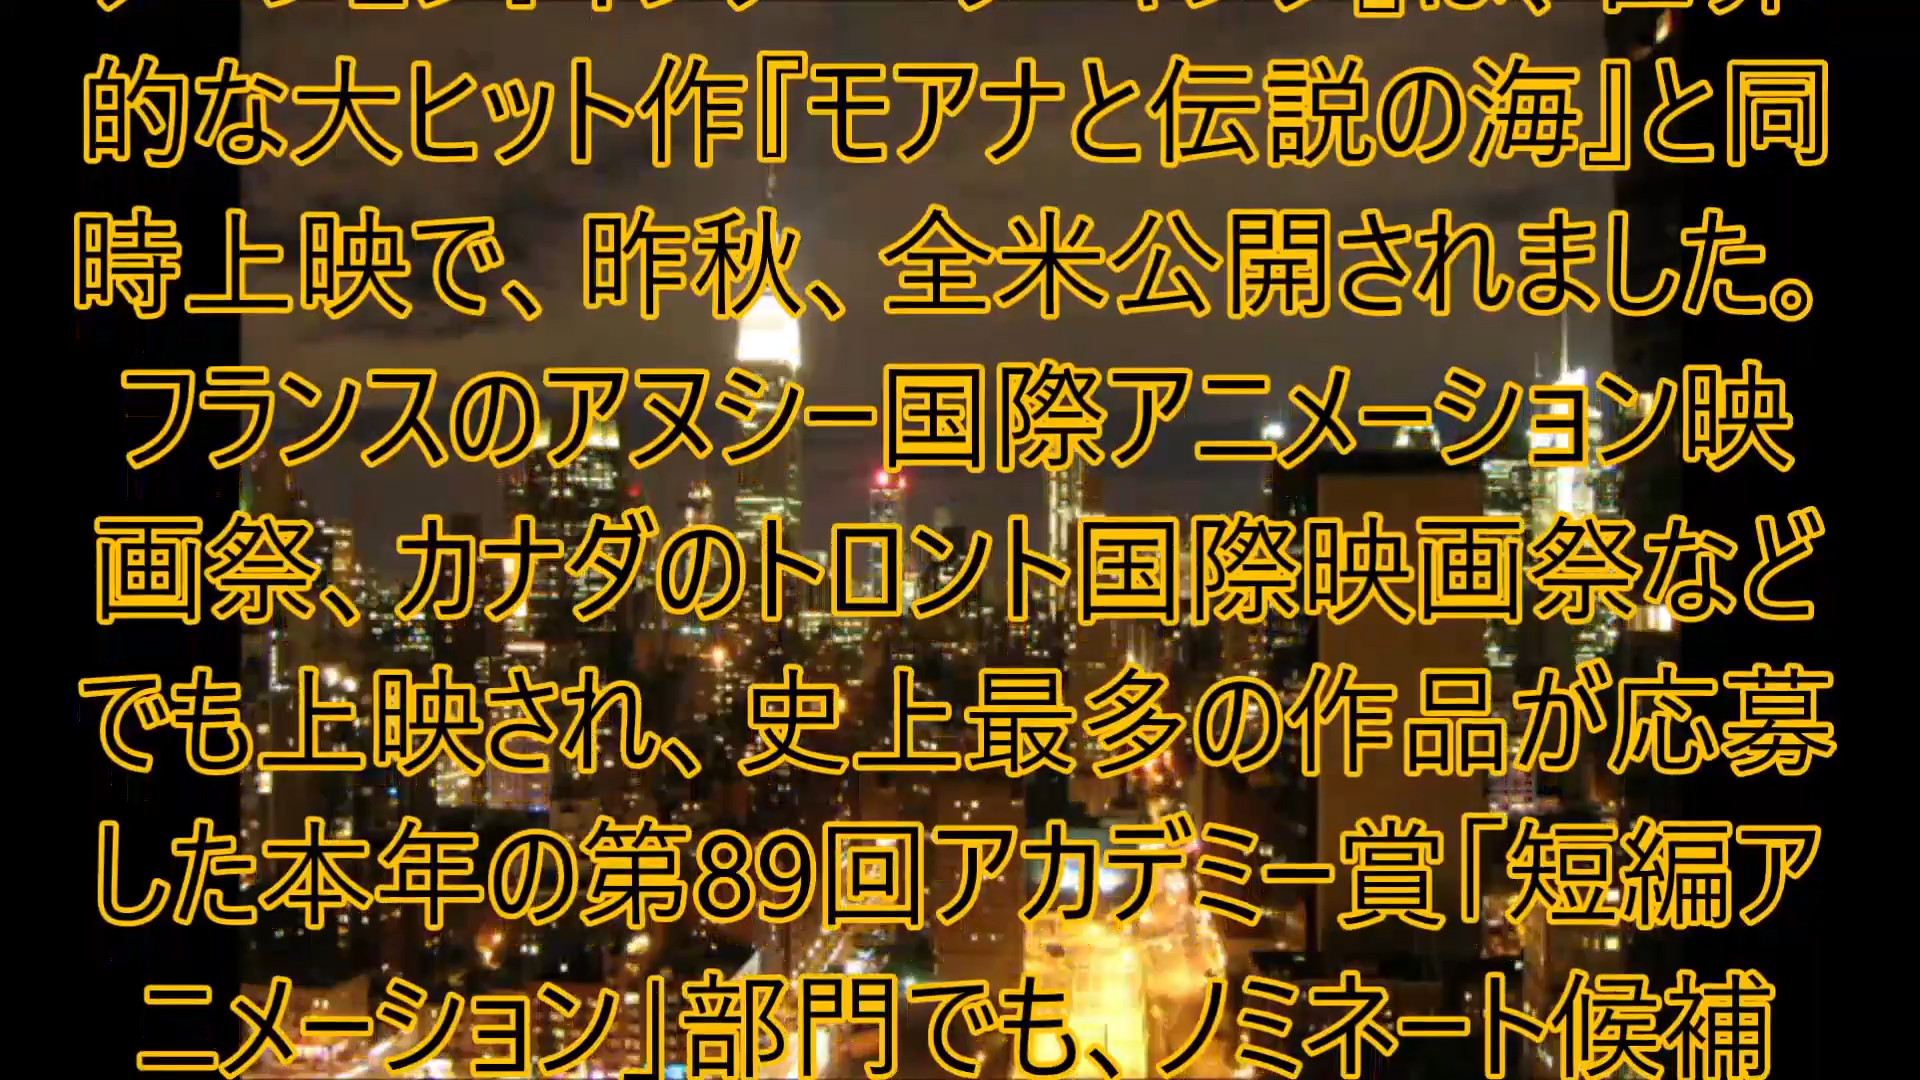 的な大ヒット作『モアナと伝説の海』と同
時上映で、昨秋、全米公開されました。
フランスのアヌシー国際アニメーション映
画祭、カナダのトロント国際映画祭など
でも上映され、史上最多の作品が応募
した本年の第89回アカデミー賞「短編ア
ニメーション」部門でも、ノミネート候補